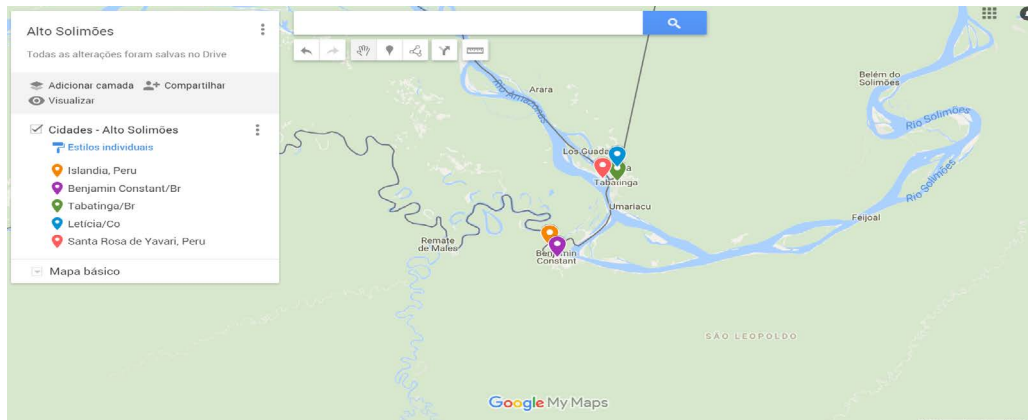 Alto Solimões
Todas as alterações foram salvas no Drive
Adicionar camada Compartilhar
Visualizar
Cidades - Alto Solimões
Estilos individuais
Islandia, Peru
Benjamin Constant/Br
Tabatinga/Br
Letícia/Co
Santa Rosa de Yavari, Peru
Mapa básico
Rio Amazonas
Arara
Belém do
Solimões
Rio Solimões
Los Guada
Tabatinga
Umariacu
Rio Solimões
Feijoal
Remate
de Males
Constant
SÃO LEOPOLDO
Google My Maps